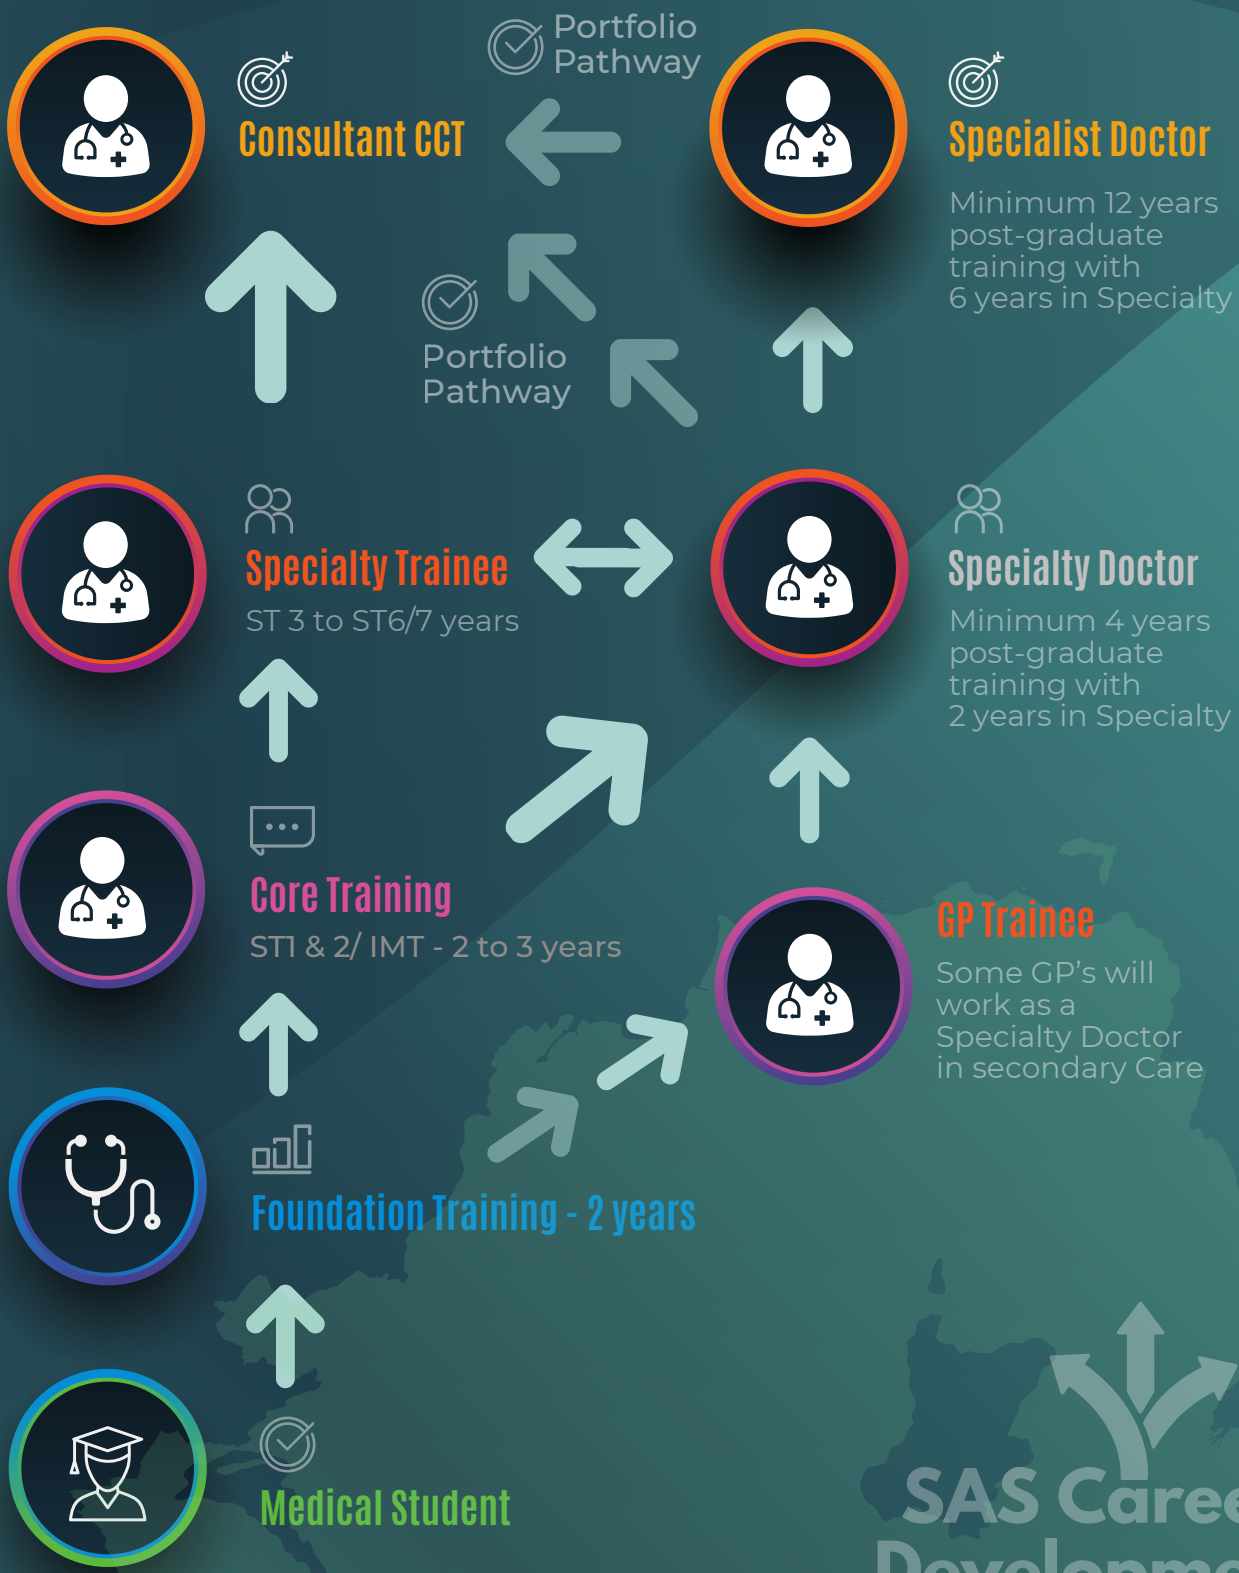 Portfolio
Pathway
Consultant CCT
Specialist Doctor
Minimum 12 years
post-graduate
training with
6 years in Specialty
Portfolio
Pathway
Specialty Trainee
ST 3 to ST6/7 years
Specialty Doctor
Minimum 4 years
post-graduate
training with
2 years in Specialty
Core Training
ST1 & 2/ IMT - 2 to 3 years
GP Trainee
Some GP's will
work as a
Specialty Doctor
in secondary Care
Foundation Training - 2 years
Medical Student
SAS